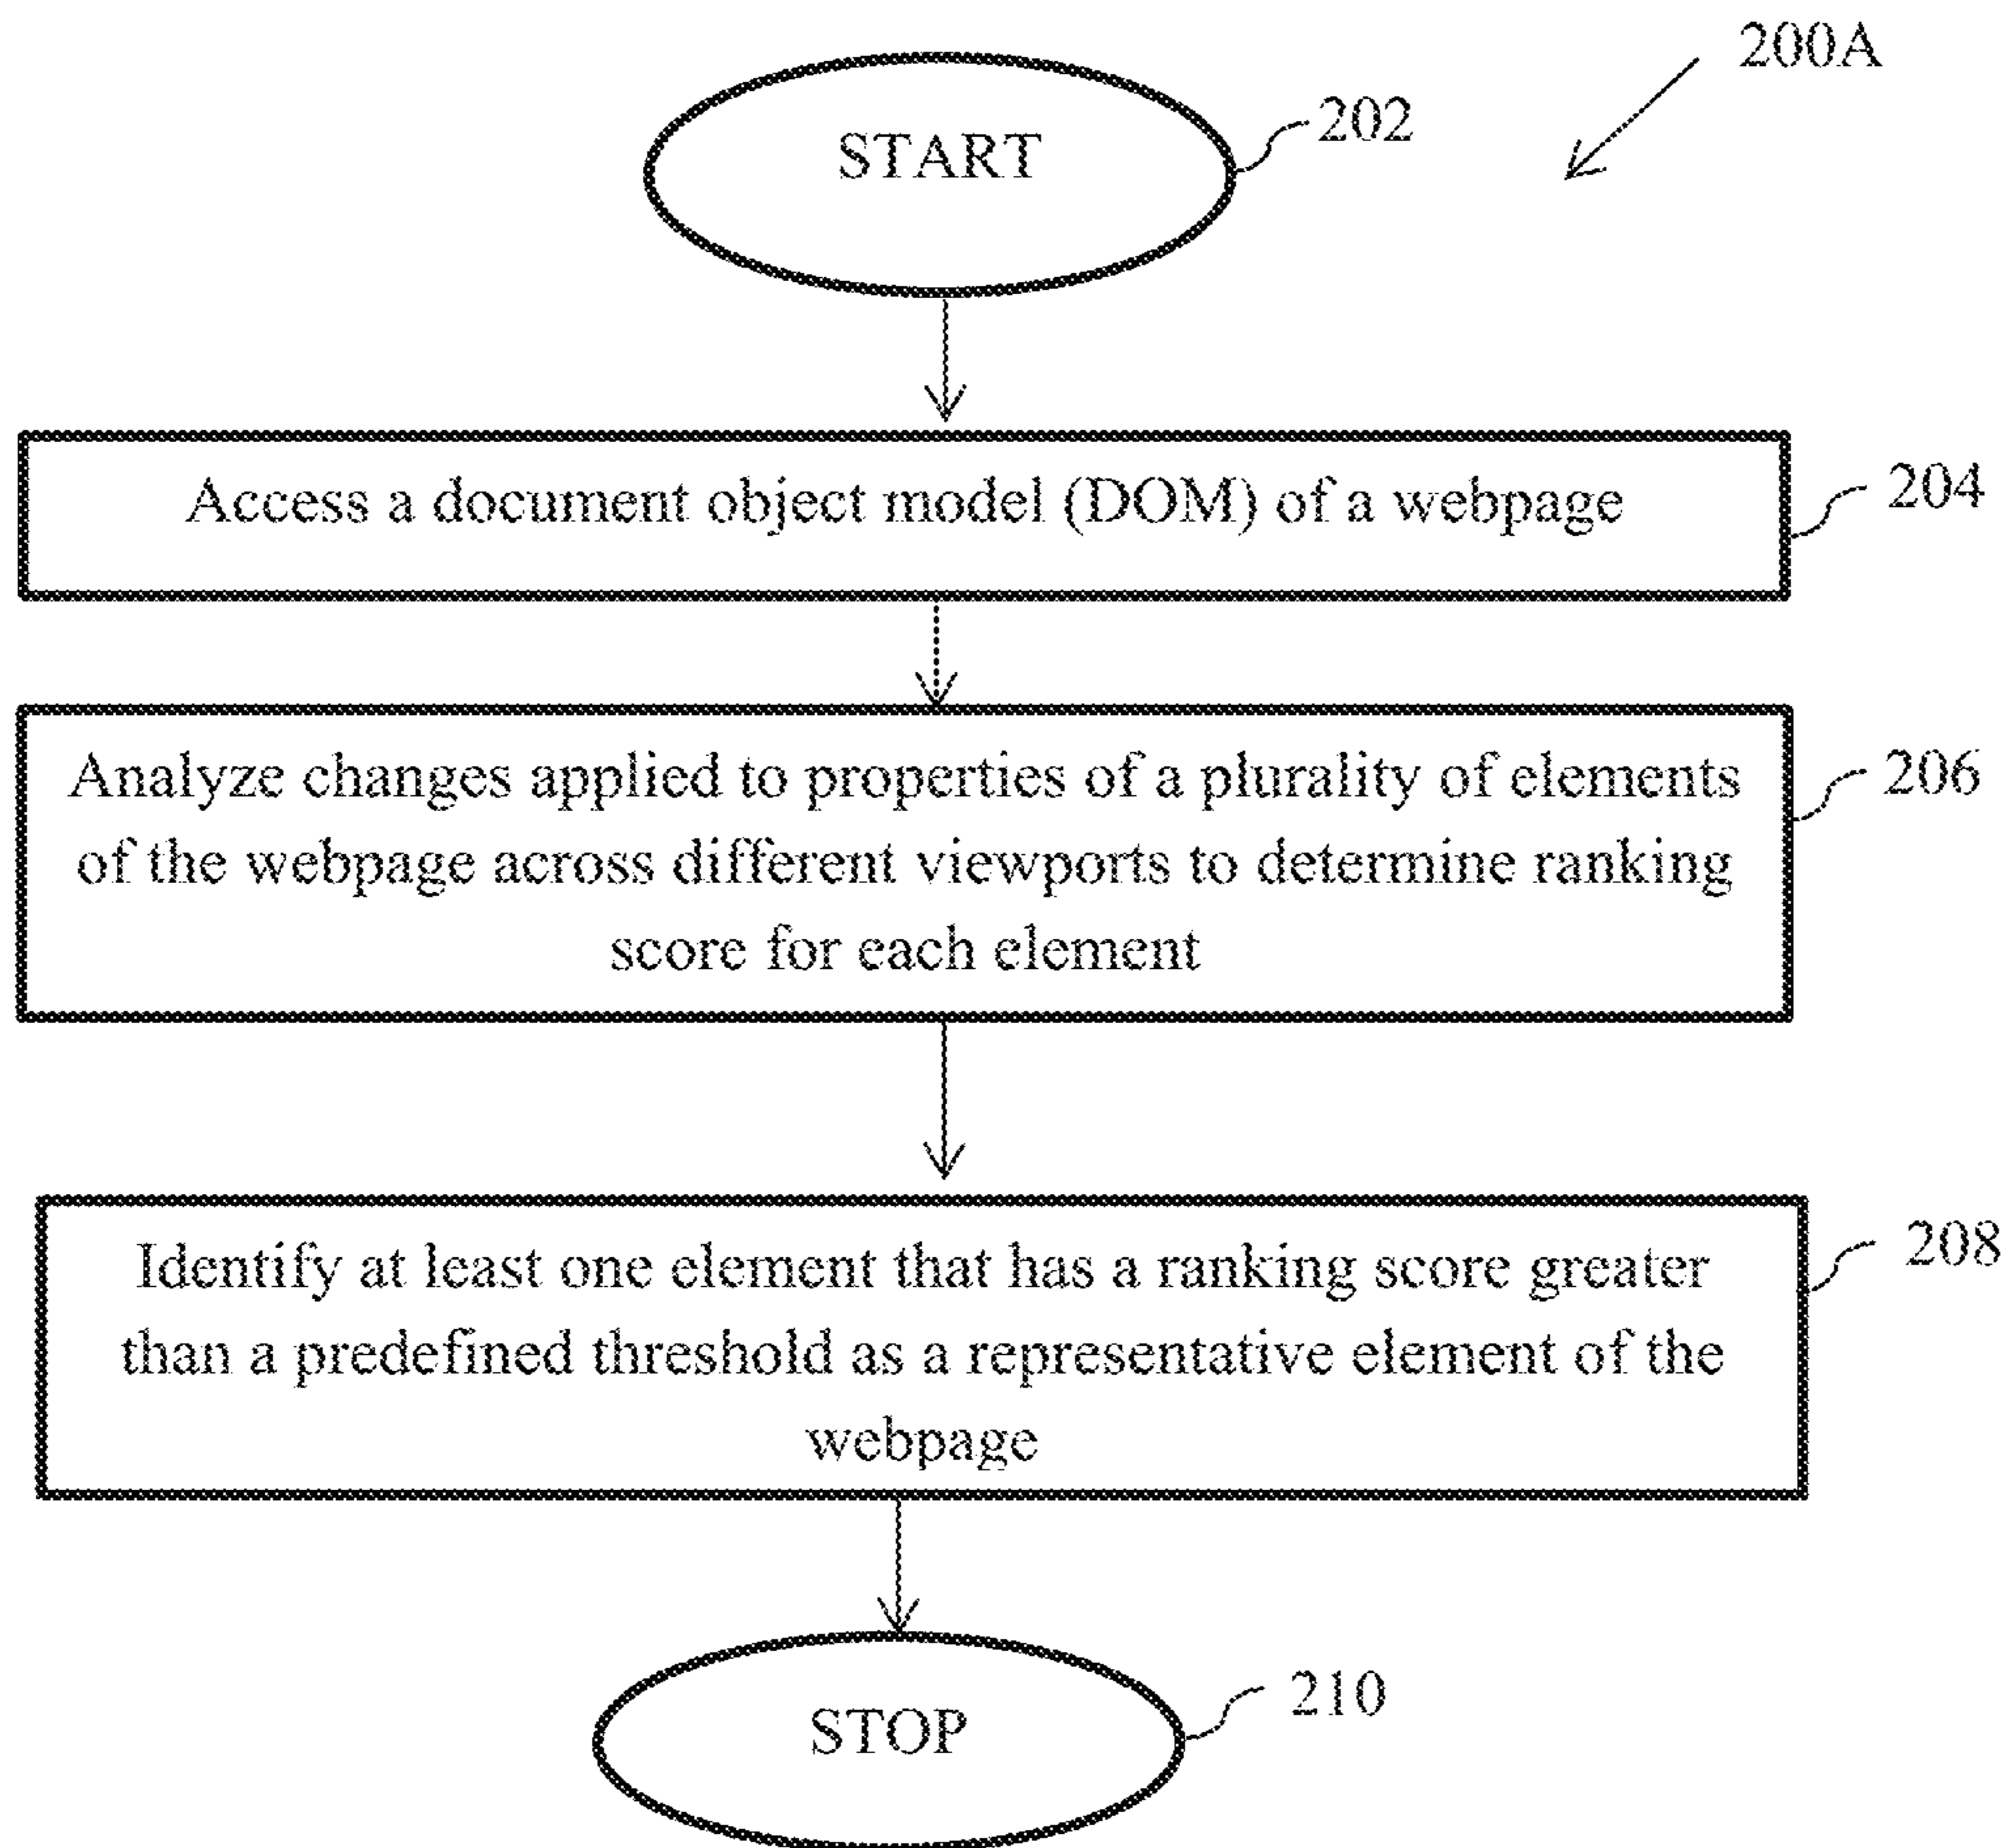 200A
START
202
Access a document object model (DOM) of a webpage
204
Analyze changes applied to properties of a plurality of elements
of the webpage across different viewports to determine ranking
score for each element
206
Identify at least one element that has a ranking score greater
than a predefined threshold as a representative element of the
webpage
208
STOP
210